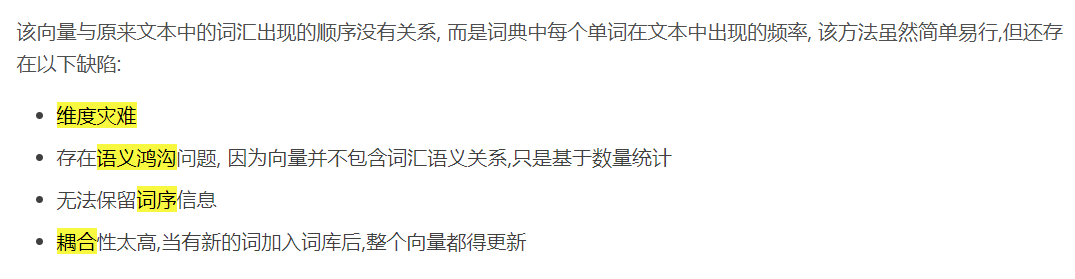 该向量与原来文本中的词汇出现的顺序没有关系, 而是词典中每个单词在文本中出现的频率, 该方法虽然简单易行,但还存
在以下缺陷:
维度灾难
存在语义鸿沟问题, 因为向量并不包含词汇语义关系,只是基于数量统计
无法保留词序信息
耦合性太高,当有新的词加入词库后,整个向量都得更新